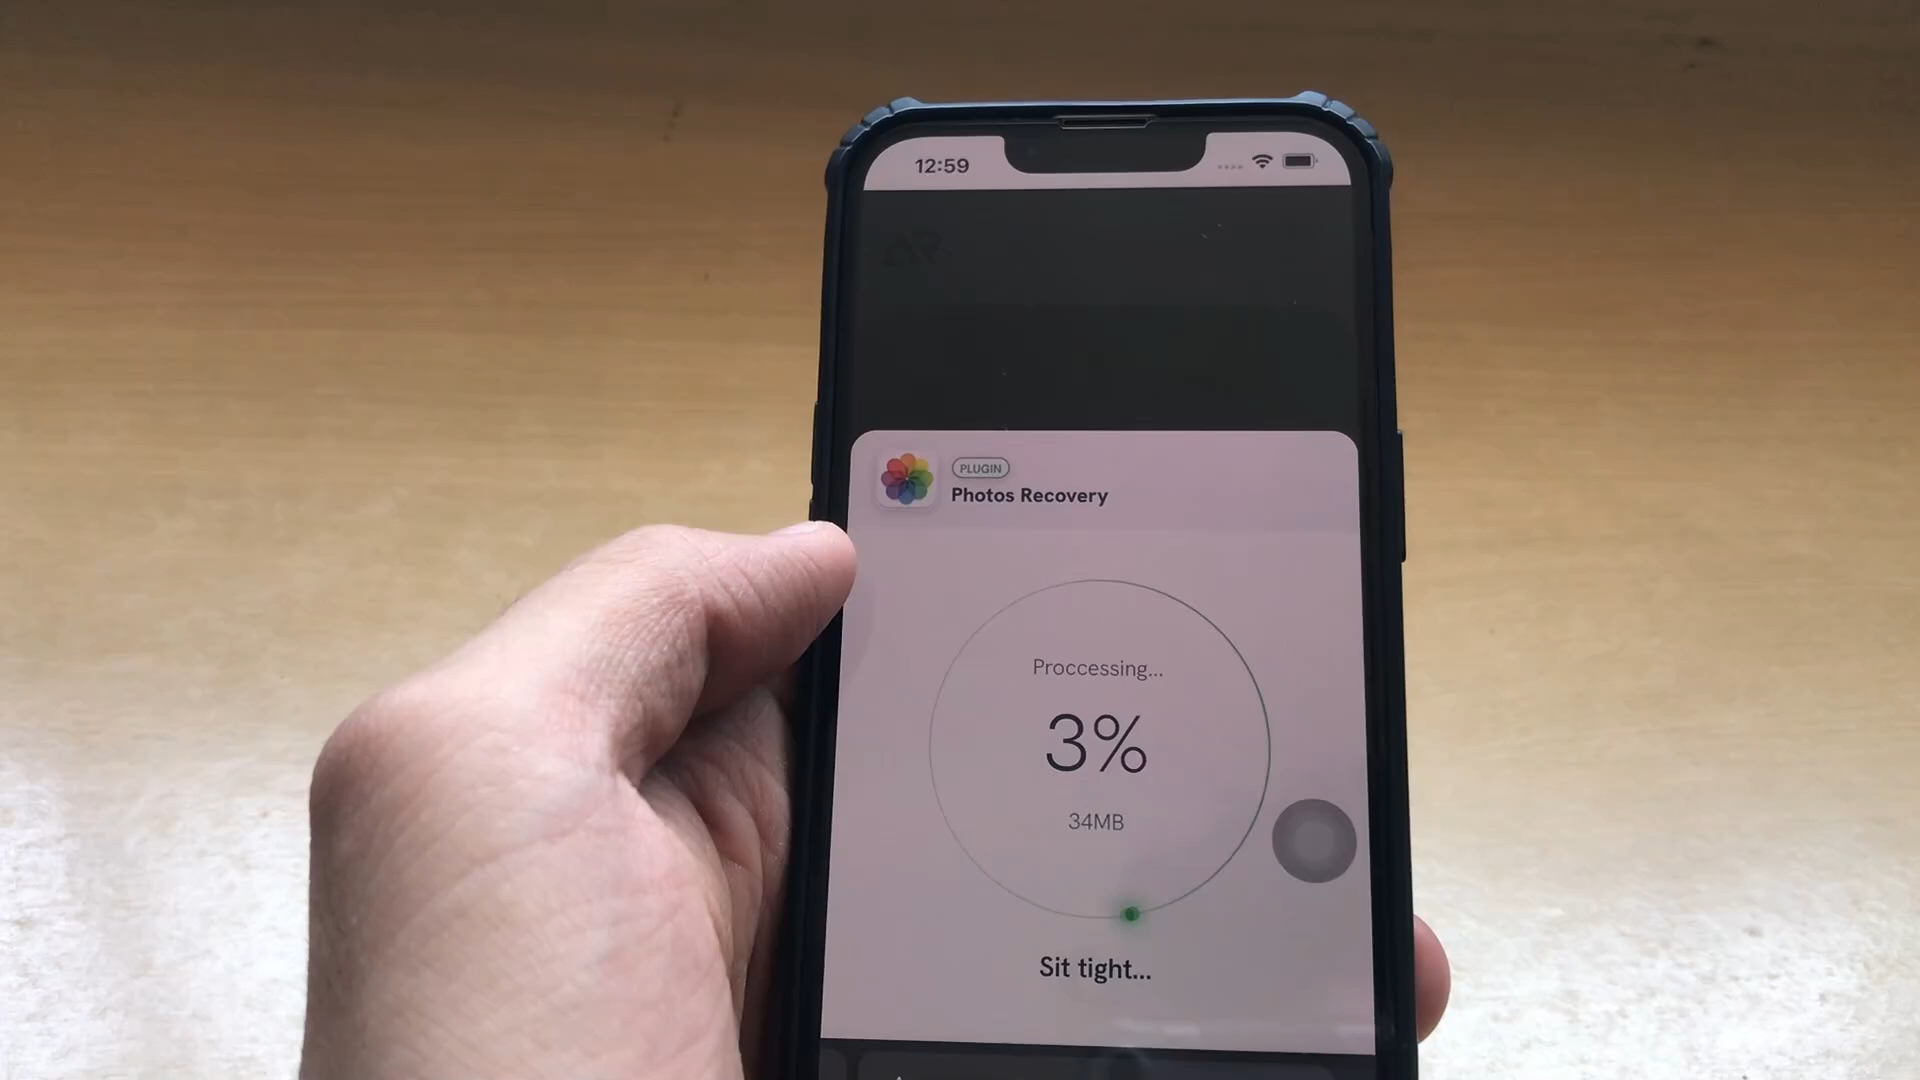 12:59
PLUGIN
Photos Recovery
Proccessing...
3%
34MB
Sit tight...